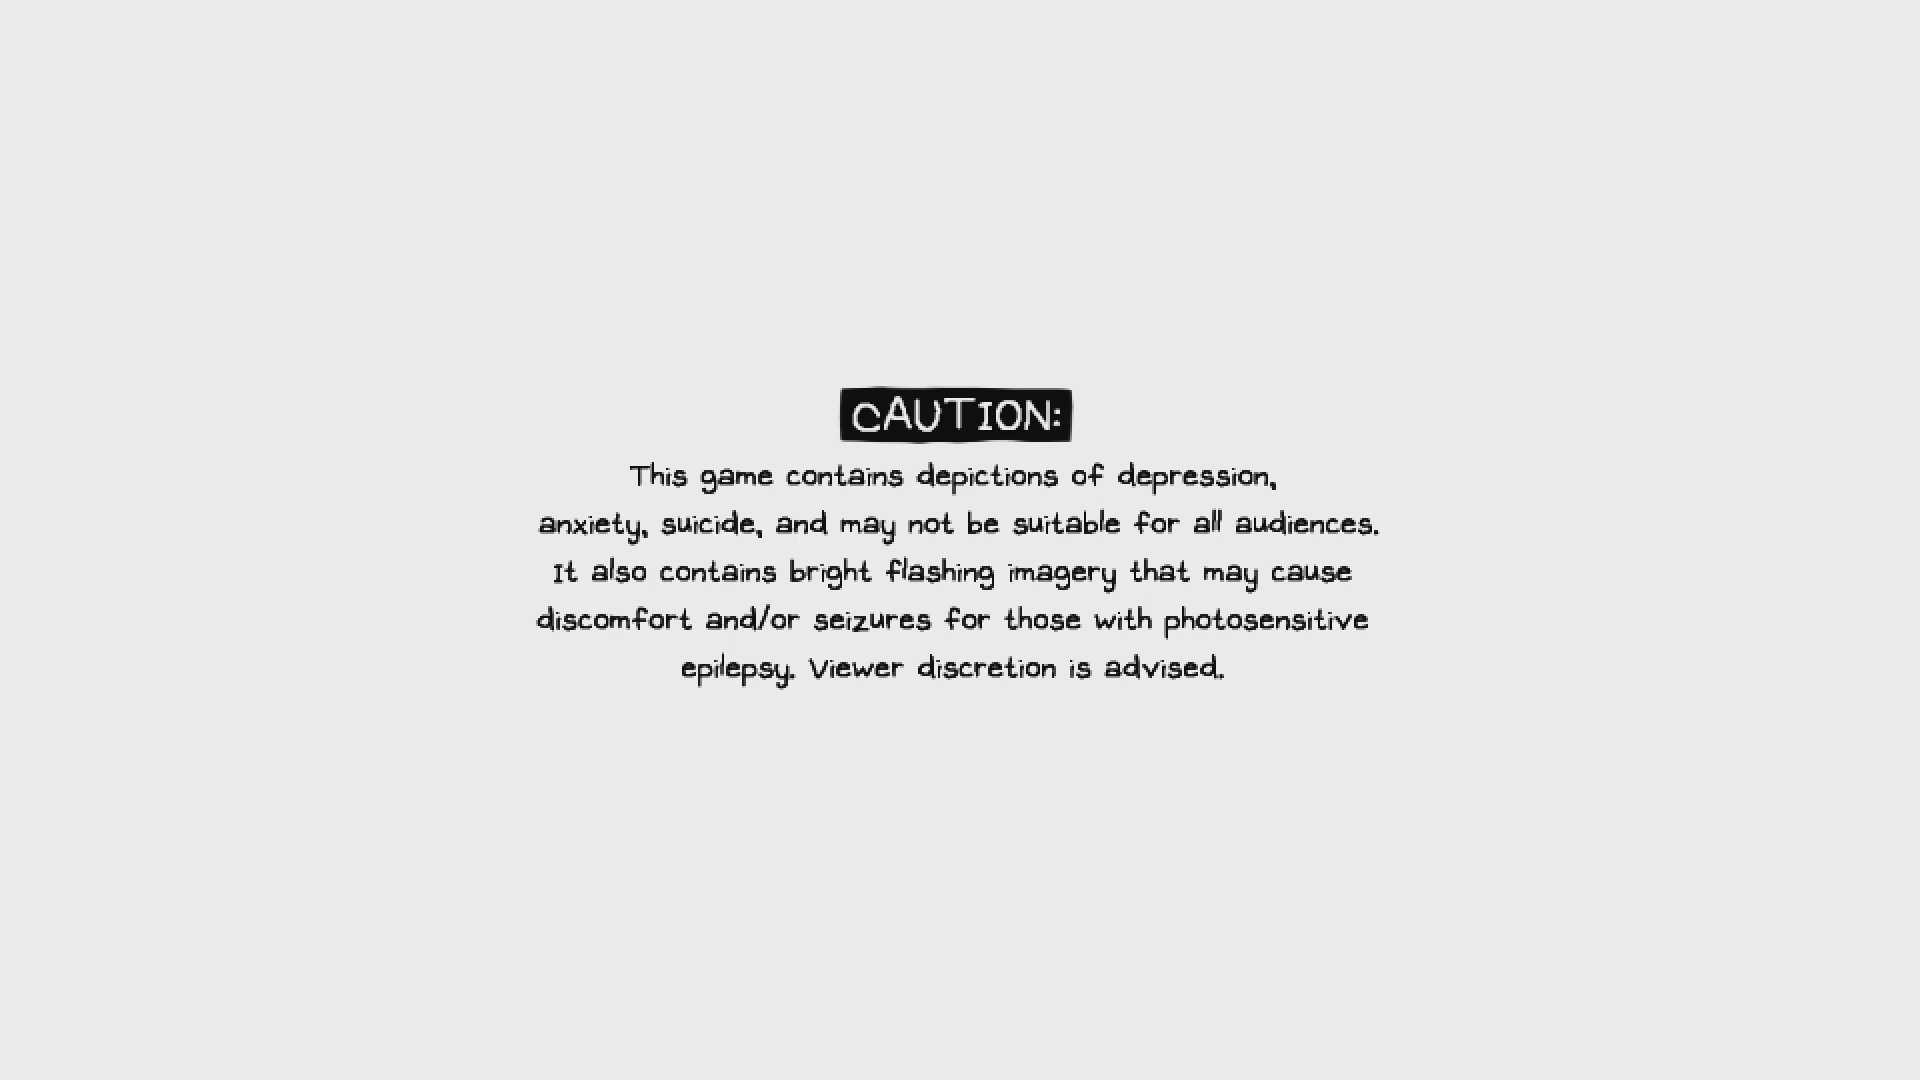 CAUTION:
This game contains depictions of depression,
anxiety, suicide, and may not be suitable for all audiences.
It also contains bright flashing imagery that may cause
discomfort and/or seizures for those with photosensitive
epilepsy. Viewer discretion is advised.